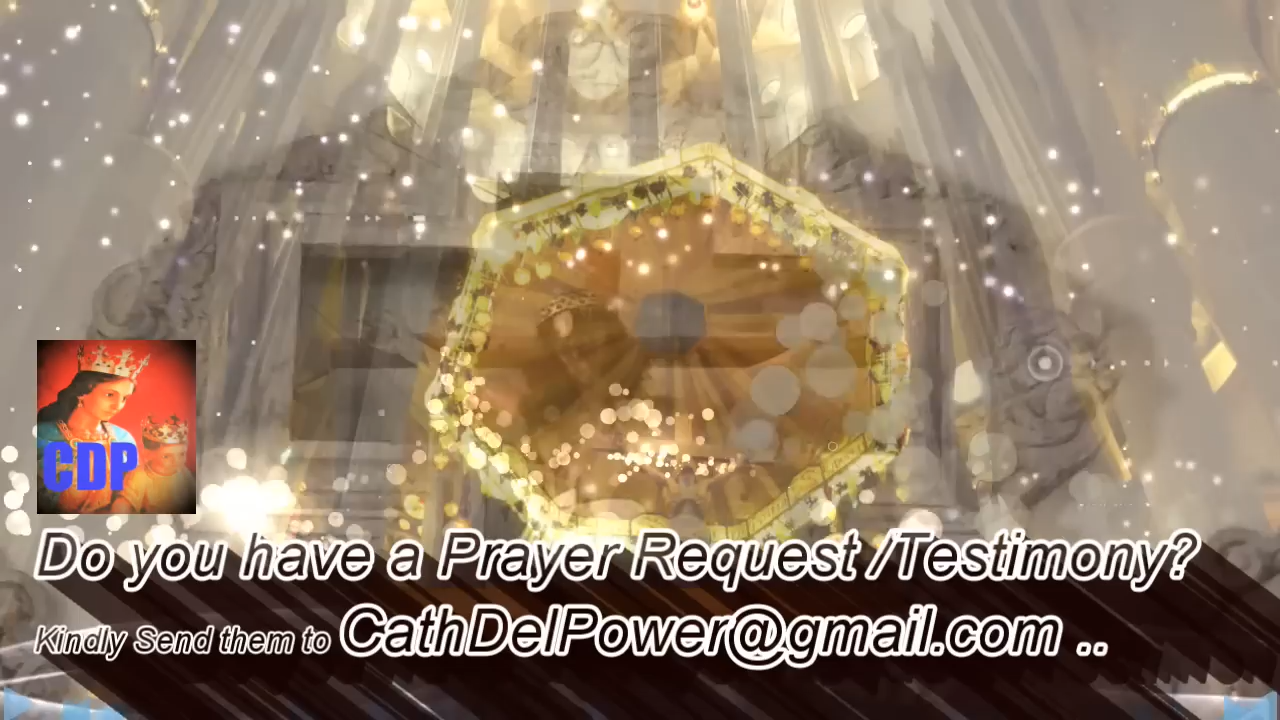 CDP
Do you have a Prayer Request /Testimony?
Kindly Send them to CathDelPower@gmail.com ..